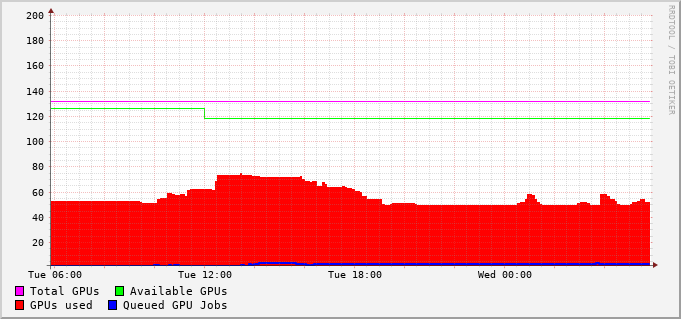 200
180
160
140
120
100
80
60
40
20
Tue 06:00 Tue 12:00 Tue 18:00 Wed 00:00
Total GPUs Available GPUs
GPUs used Queued GPU Jobs
RRDTOOL / TOBI OETIKER